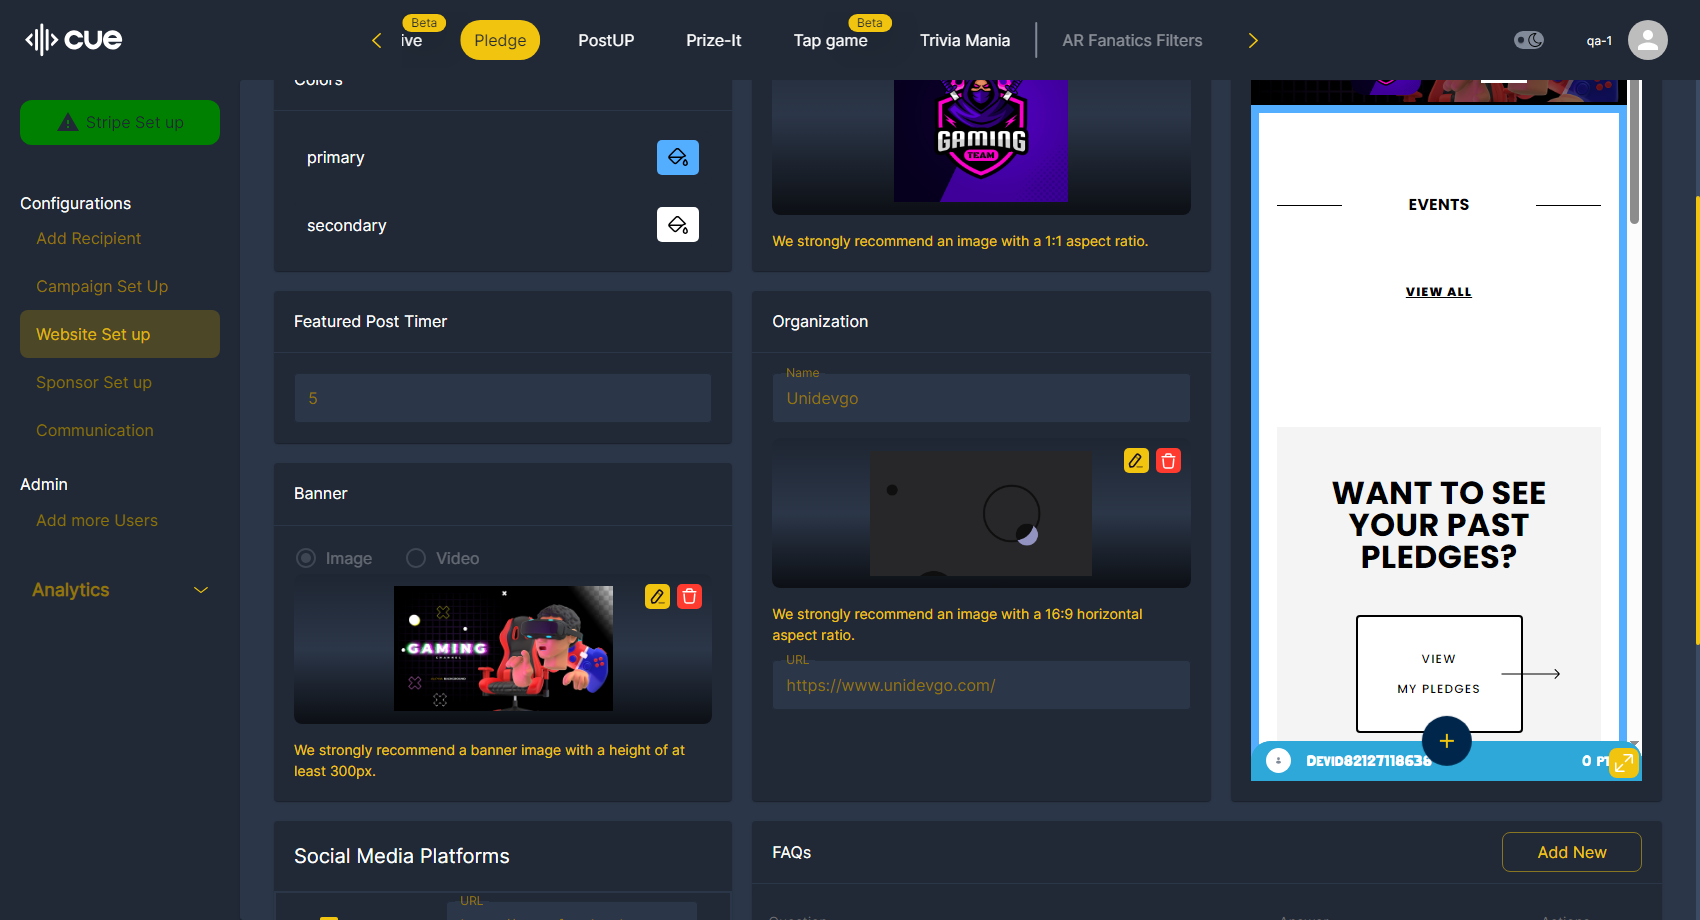 cue
Beta
ive
Pledge
PostUP
Prize-It
Tap game
Beta
Trivia Mania
AR Fanatics Filters
qa-1
Stripe Set up
Configurations
Add Recipient
Campaign Set Up
Website Set up
Sponsor Set up
Communication
Admin
Add more Users
Analytics
Colors
primary
secondary
GAMING
TEAM
We strongly recommend an image with a 1:1 aspect ratio.
Featured Post Timer
5
Banner
Image
Video
GAMING
We strongly recommend a banner image with a height of at
least 300px.
Organization
Name
Unidevgo
We strongly recommend an image with a 16:9 horizontal
aspect ratio.
URL
https://www.unidevgo.com/
EVENTS
VIEW ALL
WANT TO SEE
YOUR PAST
PLEDGES?
VIEW
MY PLEDGES
DEVID82127118638
0 PT
Social Media Platforms
URL
FAQs
Add New
Question
Answer
Actions